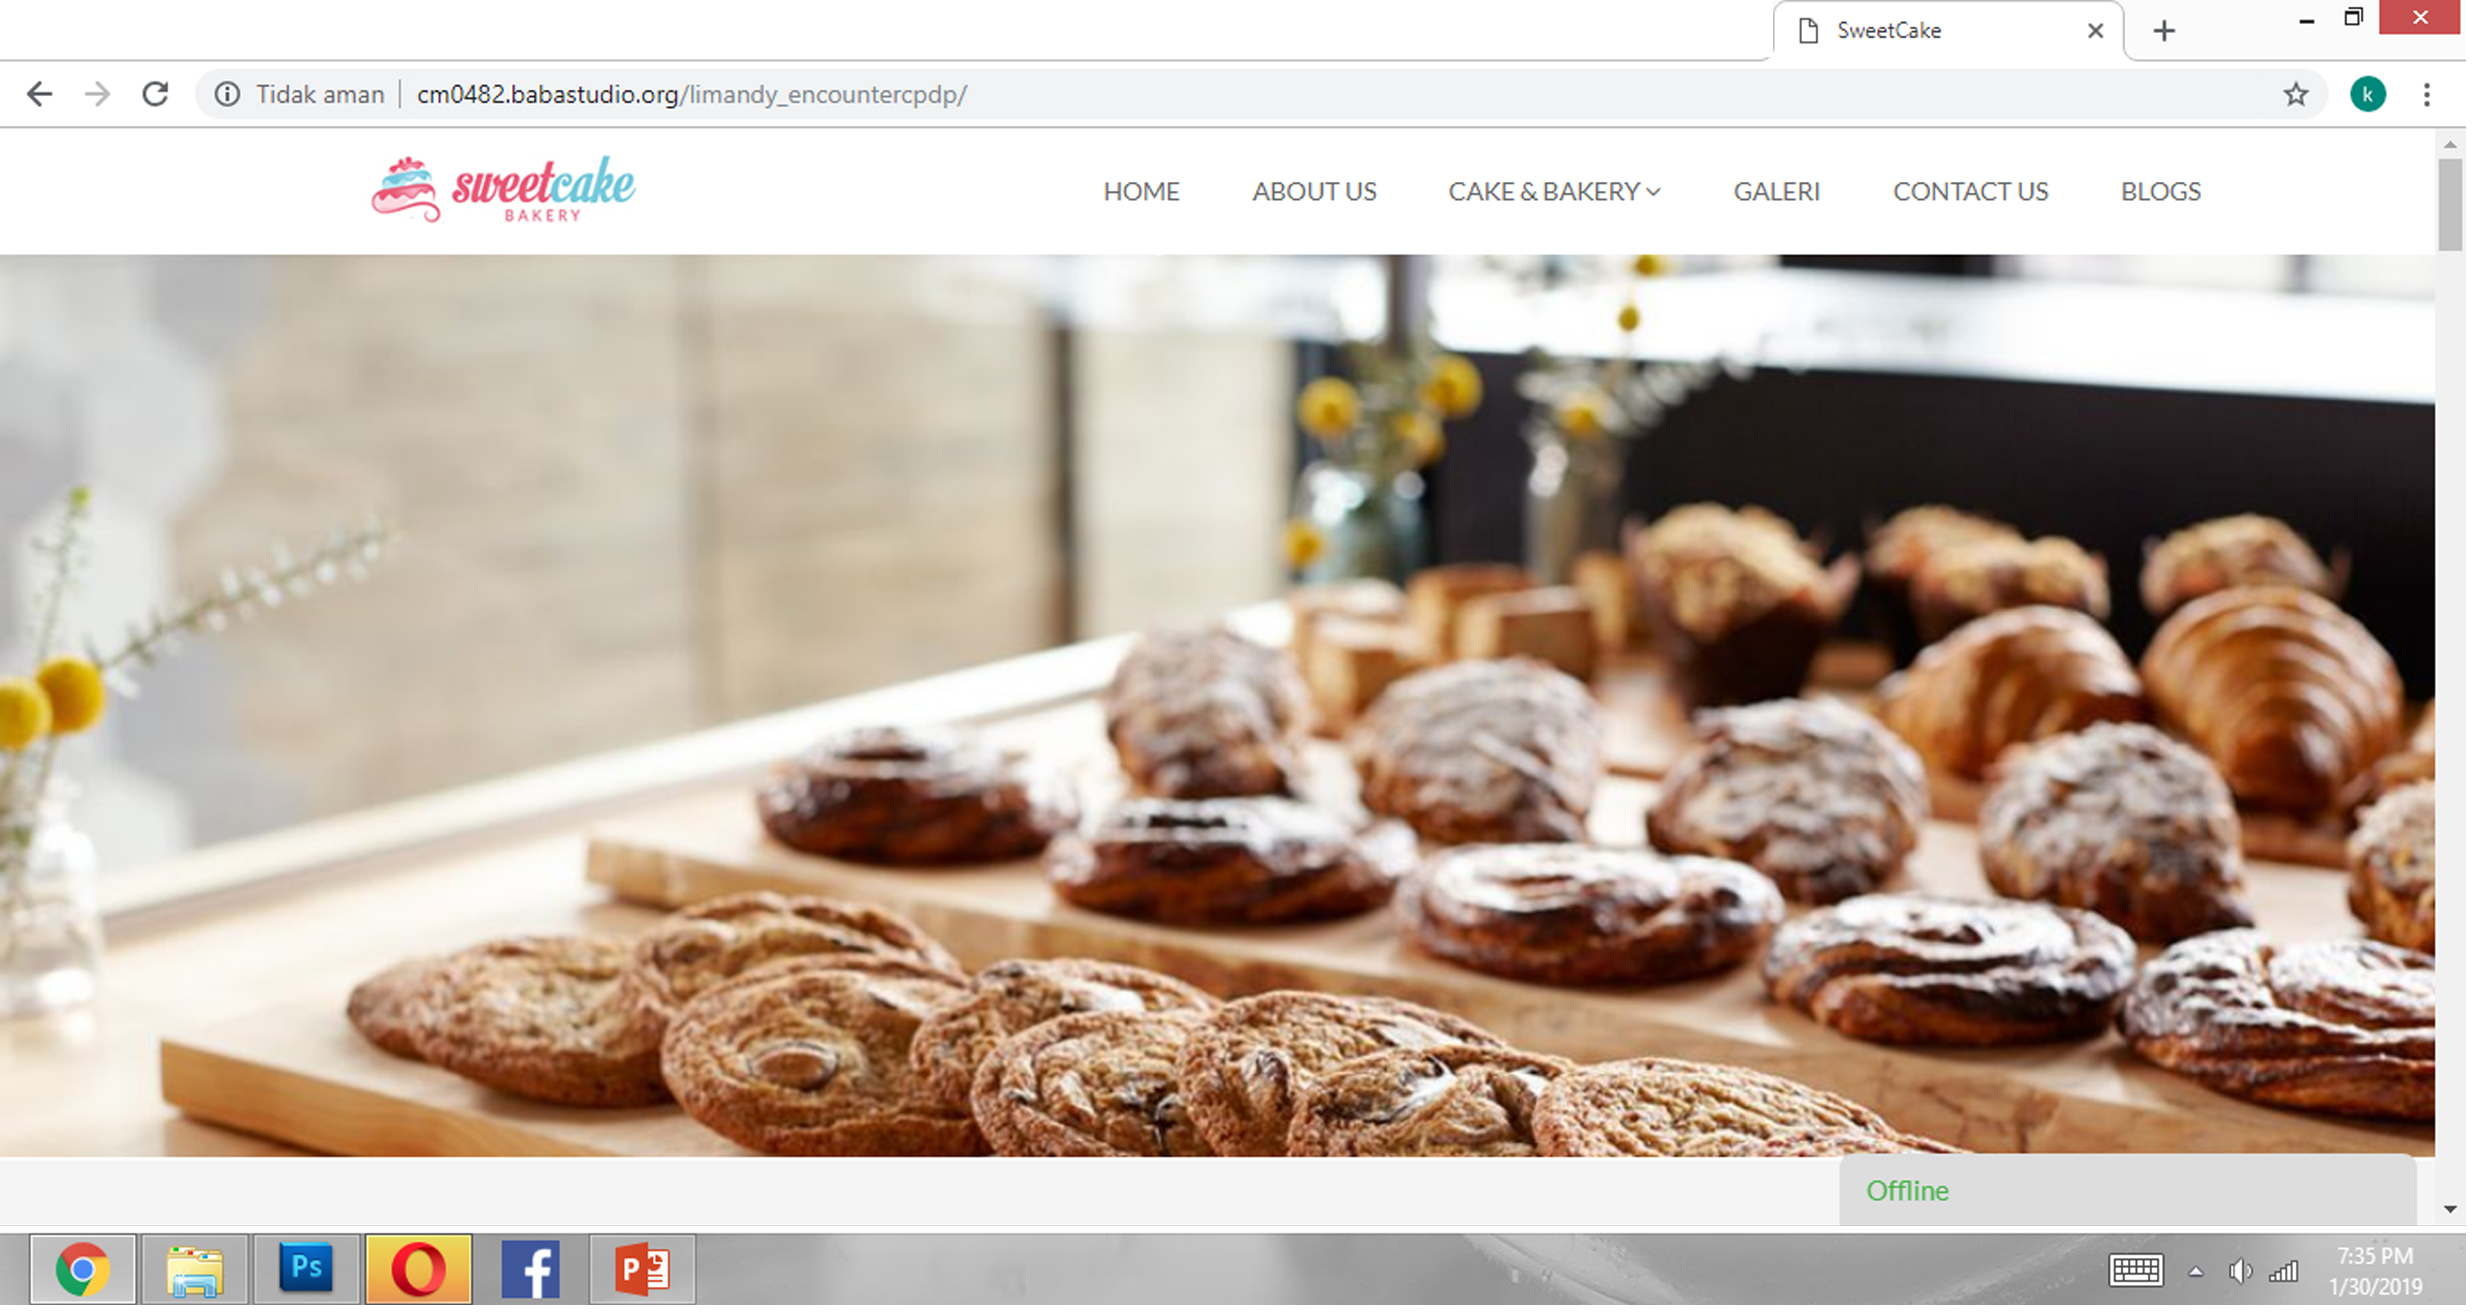 SweetCake
Tidak aman
cm0482.babastudio.org/limandy_encountercpdp/
k
sweetcake
BAKERY
HOME ABOUT US CAKE & BAKERY GALERI CONTACT US BLOGS
Offline
Ps
P
7:35 PM
1/30/2019